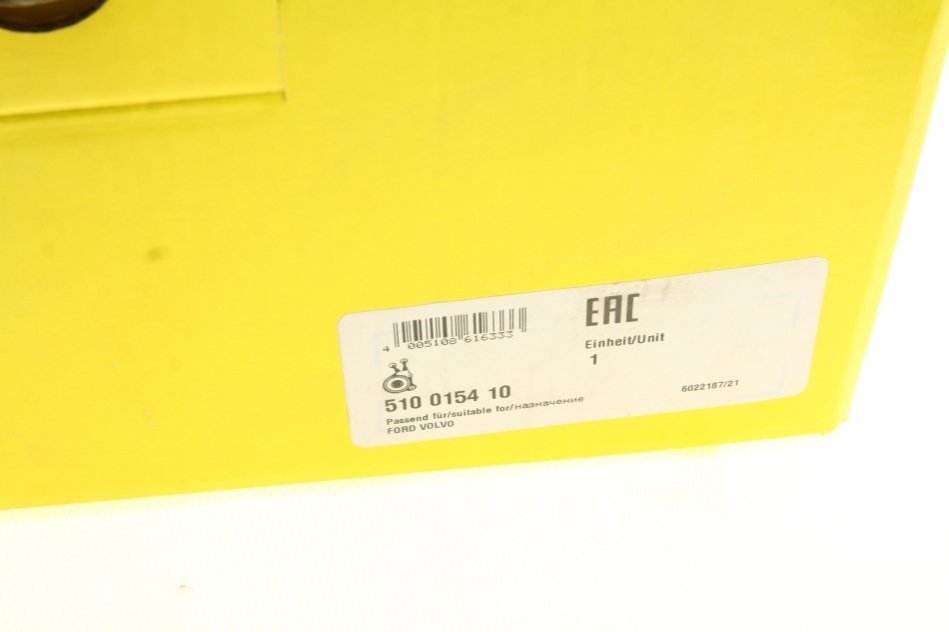 4 005108 616333
EAC
Einheit/Unit
1
510 0154 10
6022187/21
Passend für/suitable for/назначение
FORD VOLVO